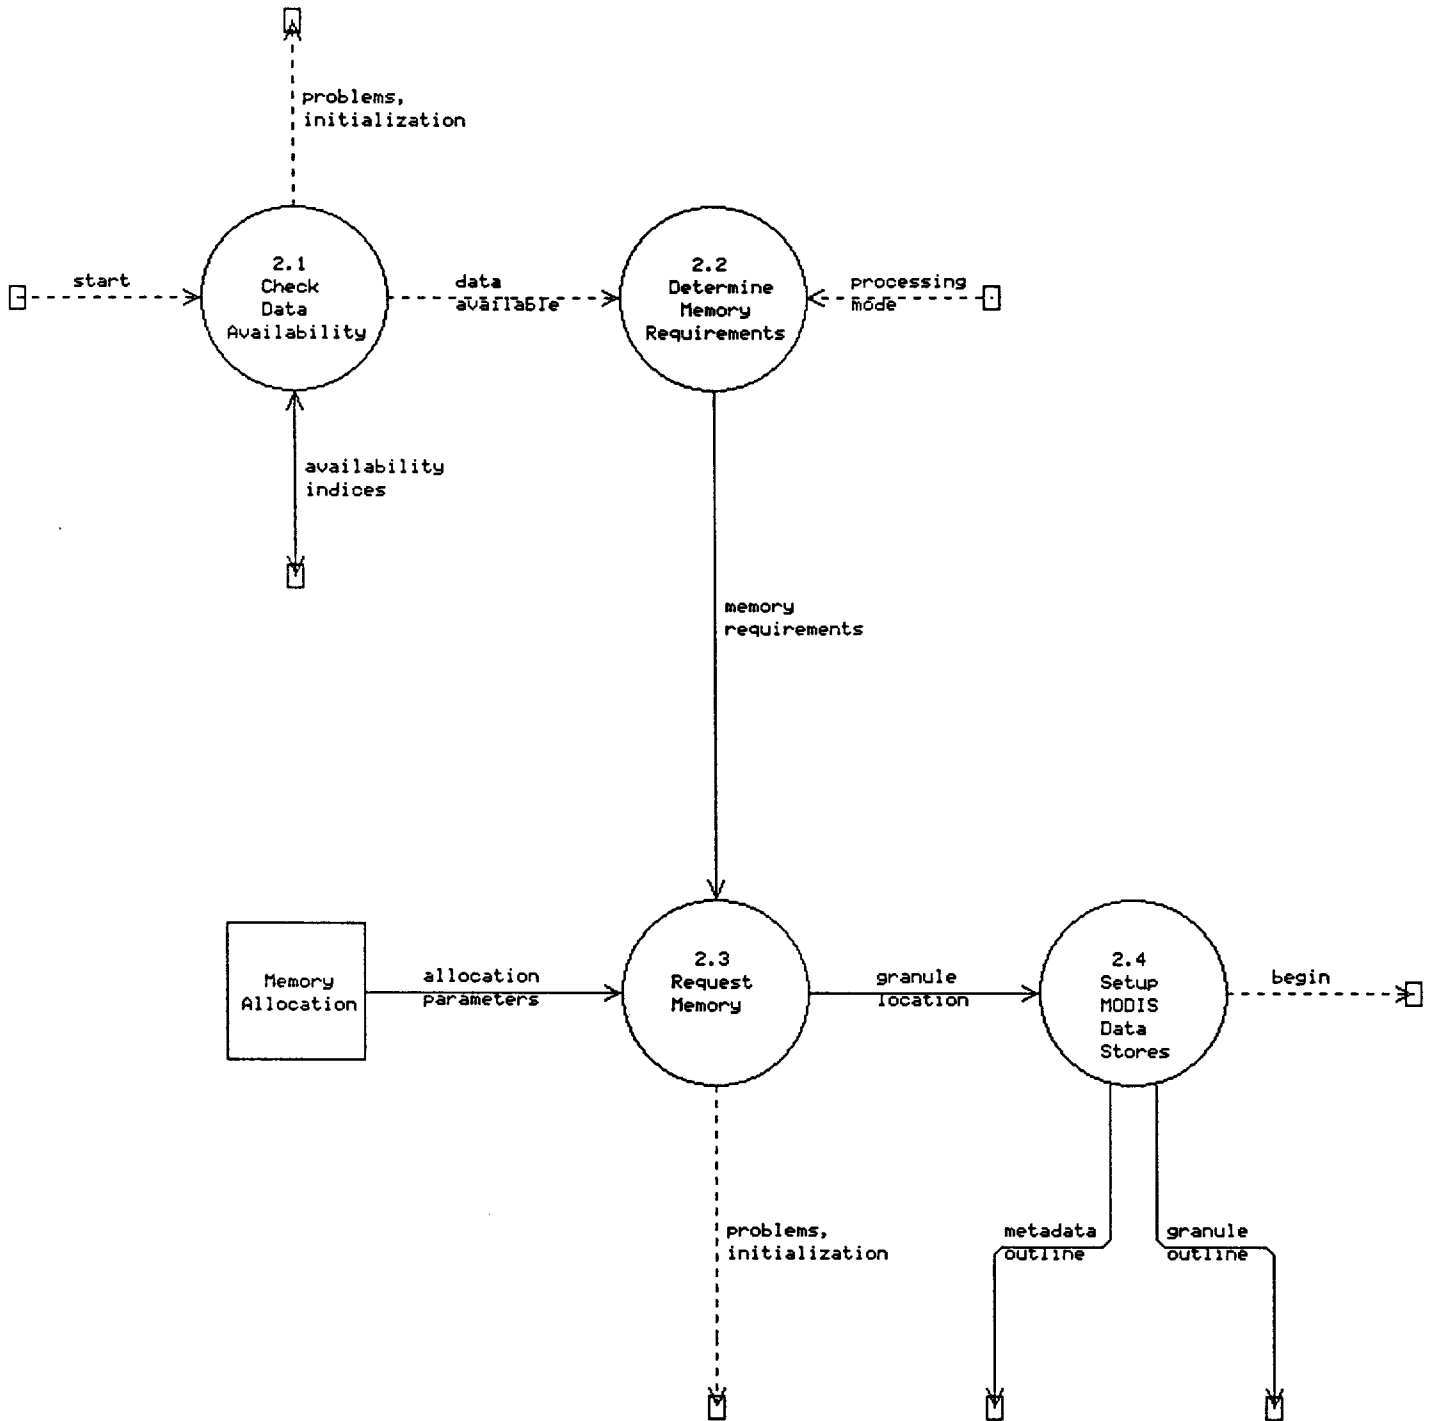 problems,
initialization
start
2.1
Check
Data
Availability
data
available
2.2
Determine
Memory
Requirements
processing
mode
availability
indices
memory
requirements
Memory
Allocation
allocation
parameters
2.3
Request
Memory
granule
location
2.4
Setup
MODIS
Data
Stores
begin
problems,
initialization
metadata
outline
granule
outline